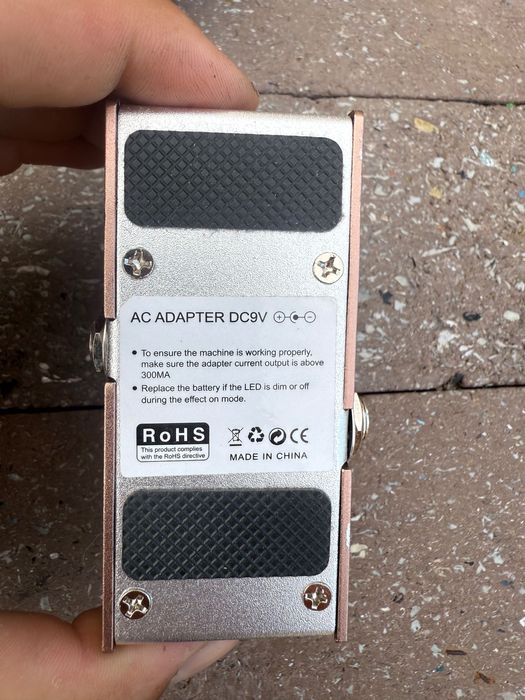 AC ADAPTER DC9V
• To ensure the machine is working properly,
make sure the adapter current output is above
300MA
• Replace the battery if the LED is dim or off
during the effect on mode.
RoHS
This product complies
with the RoHS directive
CE
MADE IN CHINA